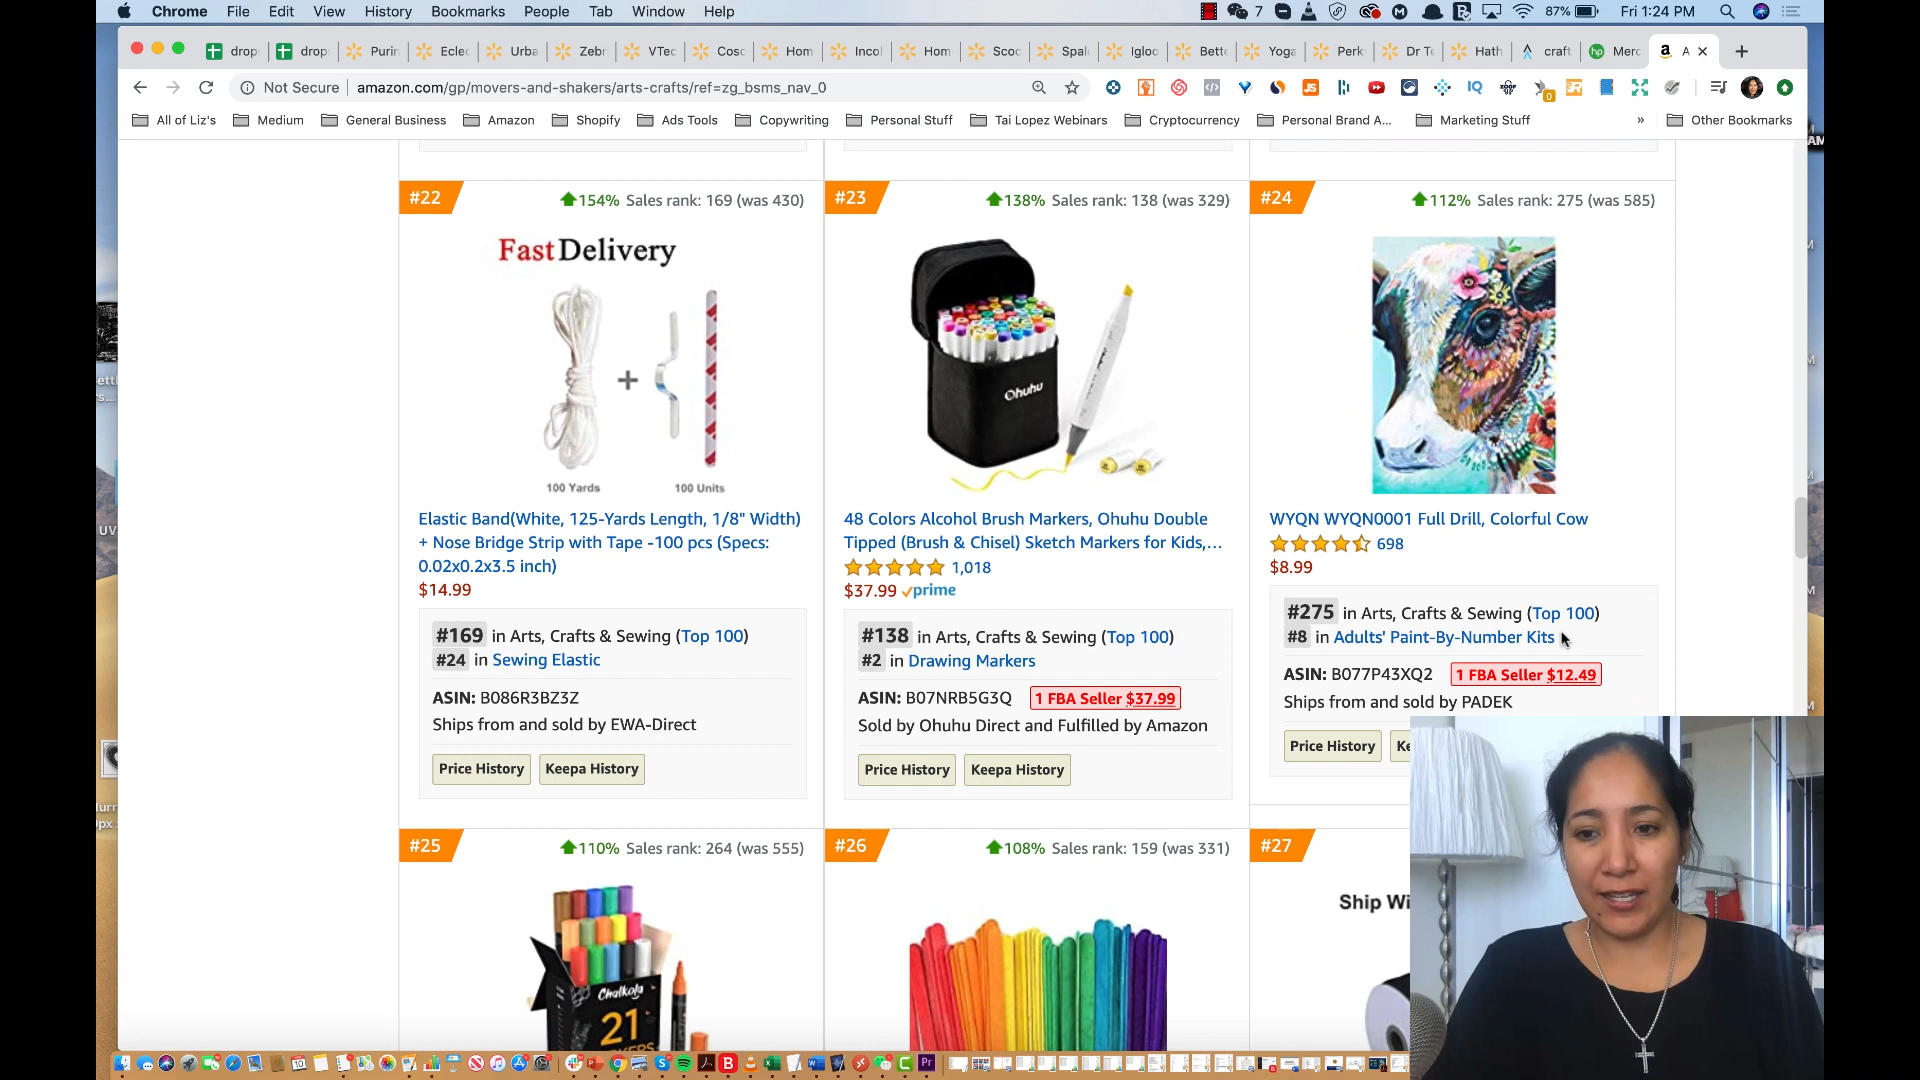 Chrome File Edit View History Bookmarks People Tab Window Help 7 87% Fri 1:24 PM
drop drop Purin Eclec Urba Zebr VTec Cosc Hom Incol Hom Scoo Spal Igloo Bette Yoga Perk Dr Te Hath craft Merc A
Not Secure amazon.com/gp/movers-and-shakers/arts-crafts/ref=zg_bsms_nav_0
All of Liz's Medium General Business Amazon Shopify Ads Tools Copywriting Personal Stuff Tai Lopez Webinars Cryptocurrency Personal Brand A... Marketing Stuff » Other Bookmarks
#22 154% Sales rank: 169 (was 430)
Fast Delivery
100 Yards 100 Units
Elastic Band(White, 125-Yards Length, 1/8" Width)
+ Nose Bridge Strip with Tape -100 pcs (Specs:
0.02x0.2x3.5 inch)
$14.99
#169 in Arts, Crafts & Sewing (Top 100)
#24 in Sewing Elastic
ASIN: B086R3BZ3Z
Ships from and sold by EWA-Direct
Price History Keepa History
#23 138% Sales rank: 138 (was 329)
Ohuhu
48 Colors Alcohol Brush Markers, Ohuhu Double
Tipped (Brush & Chisel) Sketch Markers for Kids,...
1,018
$37.99 prime
#138 in Arts, Crafts & Sewing (Top 100)
#2 in Drawing Markers
ASIN: B07NRB5G3Q 1 FBA Seller $37.99
Sold by Ohuhu Direct and Fulfilled by Amazon
Price History Keepa History
#24 112% Sales rank: 275 (was 585)
WYQN WYQN0001 Full Drill, Colorful Cow
698
$8.99
#275 in Arts, Crafts & Sewing (Top 100)
#8 in Adults' Paint-By-Number Kits
ASIN: B077P43XQ2 1 FBA Seller $12.49
Ships from and sold by PADEK
Price History Ke
#25 110% Sales rank: 264 (was 555)
Chalkola
21
#26 108% Sales rank: 159 (was 331)
#27
Ship Wi